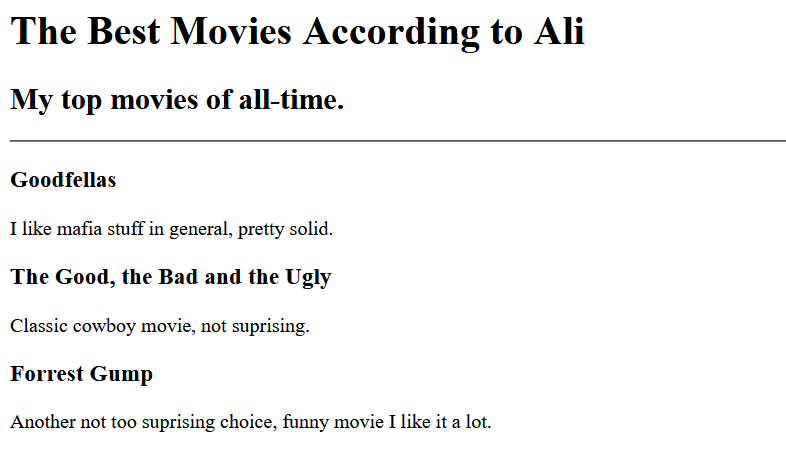 The Best Movies According to Ali
My top movies of all-time.
Goodfellas
I like mafia stuff in general, pretty solid.
The Good, the Bad and the Ugly
Classic cowboy movie, not suprising.
Forrest Gump
Another not too suprising choice, funny movie I like it a lot.